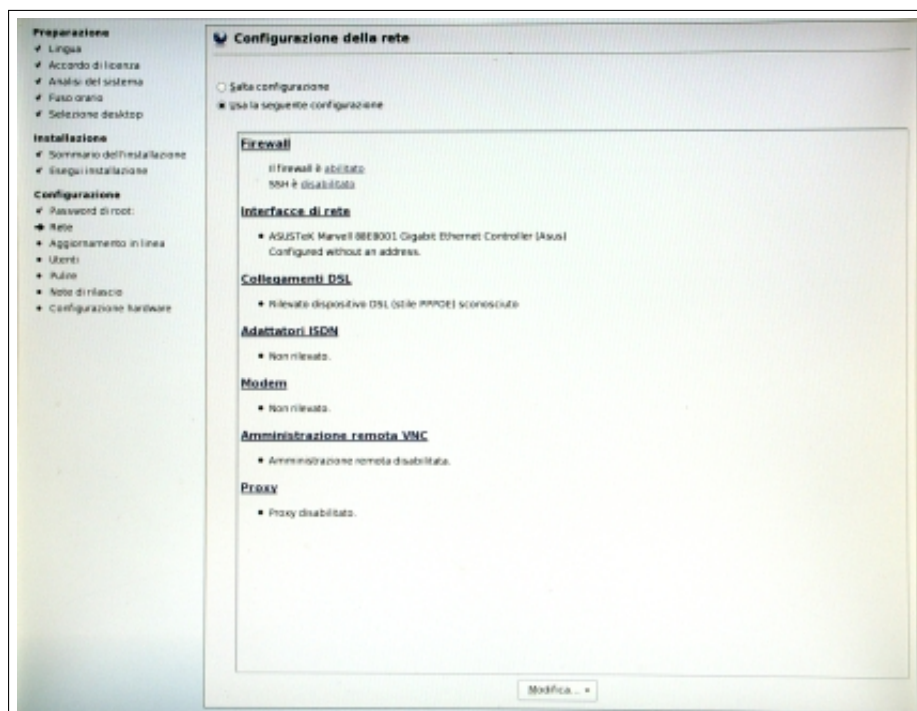 Preparazione
Lingua
Accordo di licenza
Analisi del sistema
Fuso orario
Selezione desktop
Installazione
Sommario dell'installazione
Esegui installazione
Configurazione
Password di root:
Rete
Aggiornamento in linea
Utenti
Pulire
Note di rilascio
Configurazione hardware
Configurazione della rete
Salta configurazione
Usa la seguente configurazione
Firewall
Il firewall è abilitato
SSH è disabilitata
Interfacce di rete
ASUSTeK Marvell 88E8001 Gigabit Ethernet Controller (Asus)
Configured without an address.
Collegamenti DSL
Rilevato dispositivo DSL (stile PPPOE) sconosciuto
Adattatori ISDN
Non rilevato.
Modem
Non rilevato.
Amministrazione remota VNC
Amministrazione remota disabilitata.
Proxy
Proxy disabilitato.
Modifica...